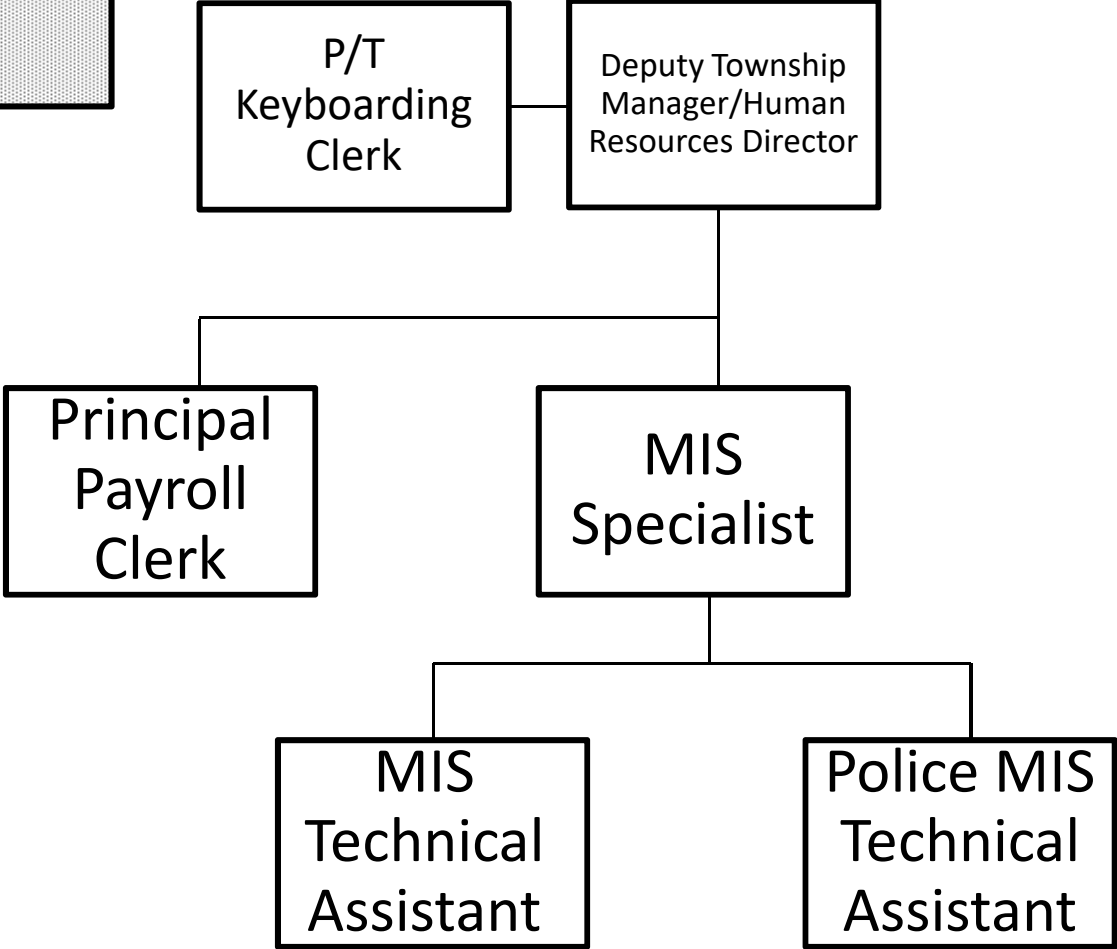 P/T
Keyboarding
Clerk
Deputy Township
Manager/Human
Resources Director
Principal
Payroll
Clerk
MIS
Specialist
MIS
Technical
Assistant
Police MIS
Technical
Assistant